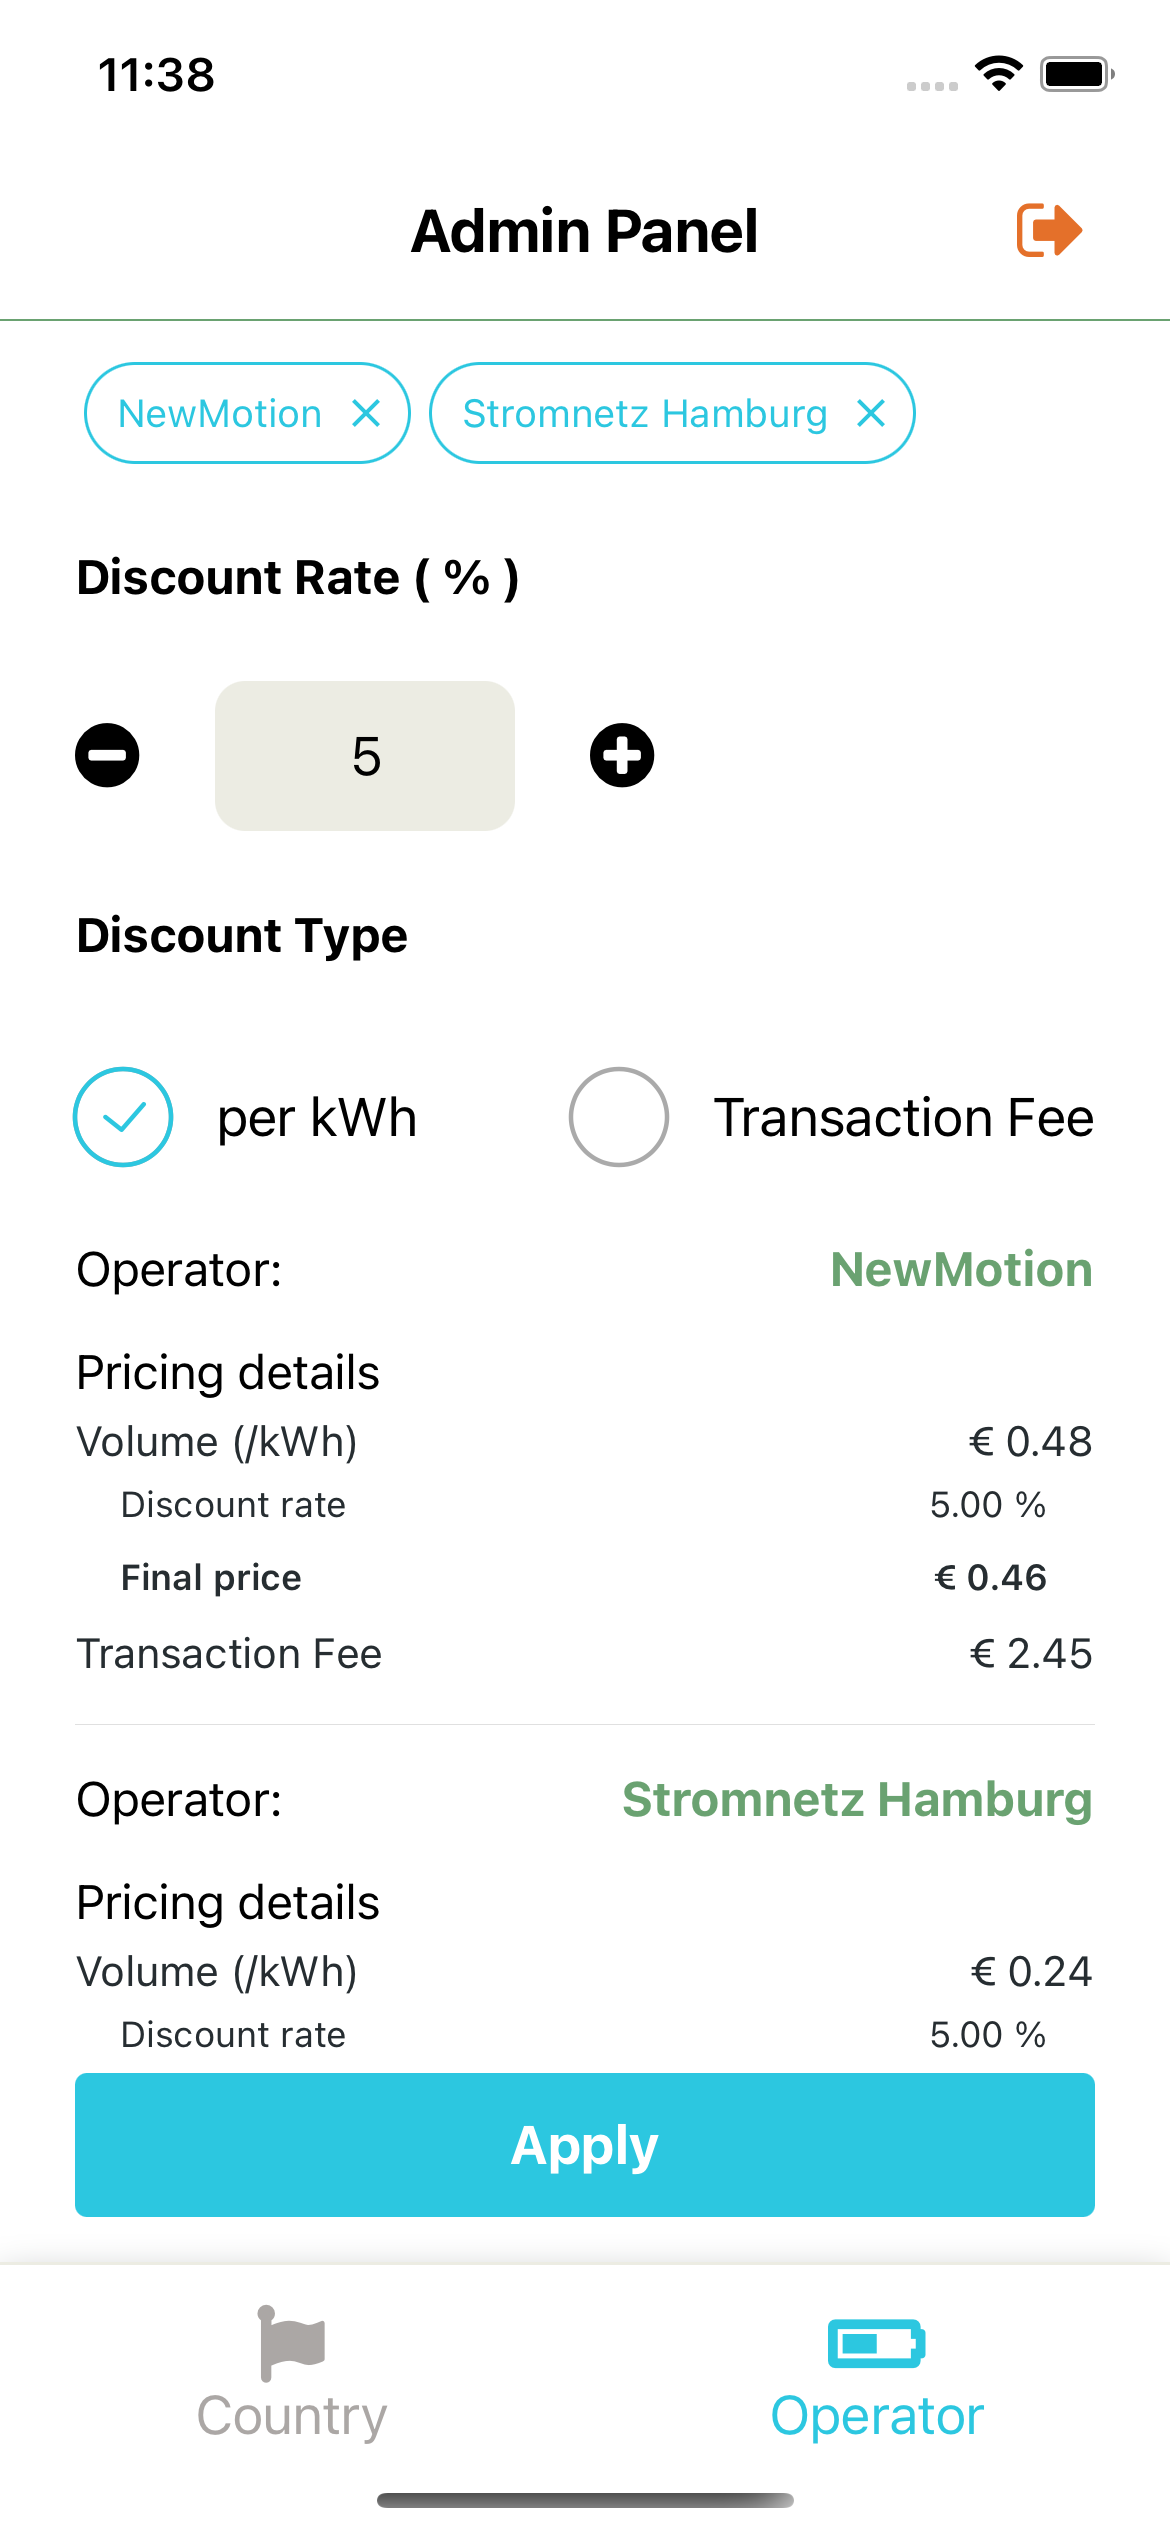 11:38
Admin Panel
NewMotion
Stromnetz Hamburg
Discount Rate ( % )
5
Discount Type
per kWh
Transaction Fee
Operator: NewMotion
Pricing details
Volume (/kWh) € 0.48
Discount rate 5.00 %
Final price € 0.46
Transaction Fee € 2.45
Operator: Stromnetz Hamburg
Pricing details
Volume (/kWh) € 0.24
Discount rate 5.00 %
Apply
Country
Operator